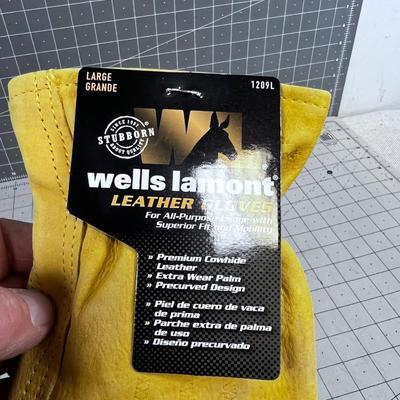 LARGE
GRANDE
1209L
SINCE 1907
STUBBORN
ABOUT QUALITY
wells lamont®
LEATHER GLOVES
For All-Purpose Usage with
Superior Fit and Mobility
» Premium Cowhide
Leather
» Extra Wear Palm
» Precurved Design
» Piel de cuero de vaca
de prima
» Parche extra de palma
de uso
» Diseño precurvado